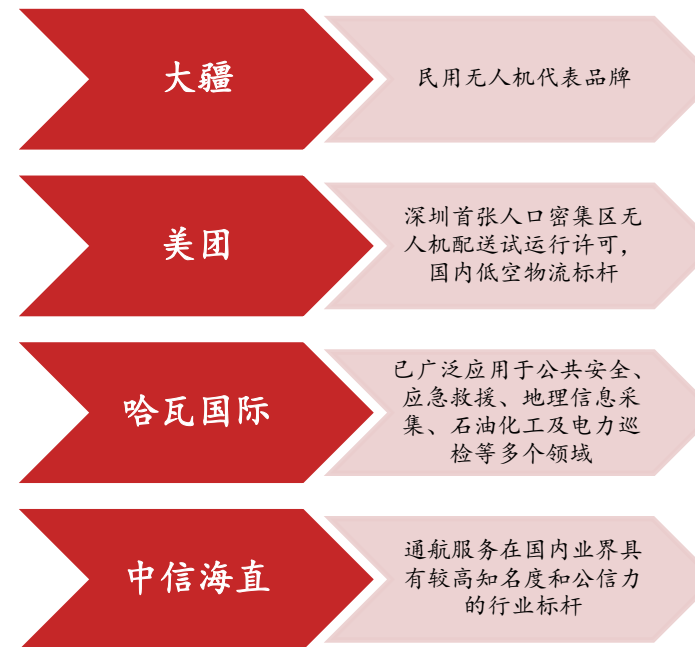 大疆
民用无人机代表品牌
美团
深圳首张人口密集区无
人机配送试运行许可，
国内低空物流标杆
哈瓦国际
已广泛应用于公共安全、
应急救援、地理信息采
集、石油化工及电力巡
检等多个领域
中信海直
通航服务在国内业界具
有较高知名度和公信力
的行业标杆